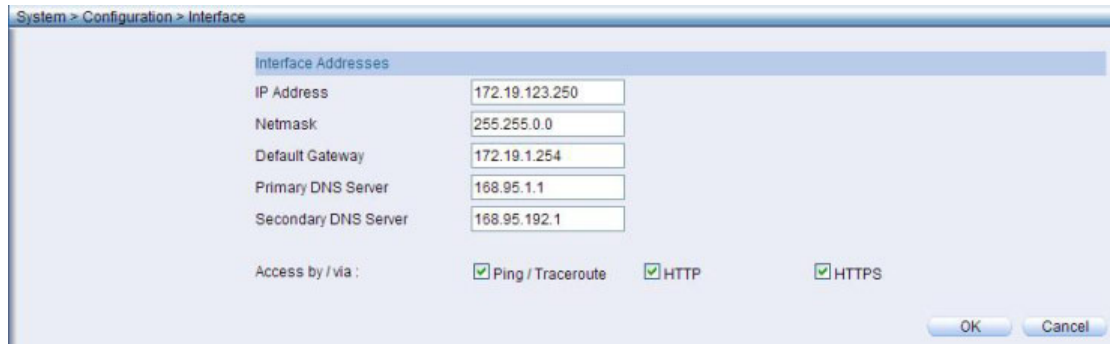 System > Configuration > Interface
Interface Addresses
IP Address 172.19.123.250
Netmask 255.255.0.0
Default Gateway 172.19.1.254
Primary DNS Server 168.95.1.1
Secondary DNS Server 168.95.192.1
Access by / via : Ping / Traceroute HTTP HTTPS
OK Cancel